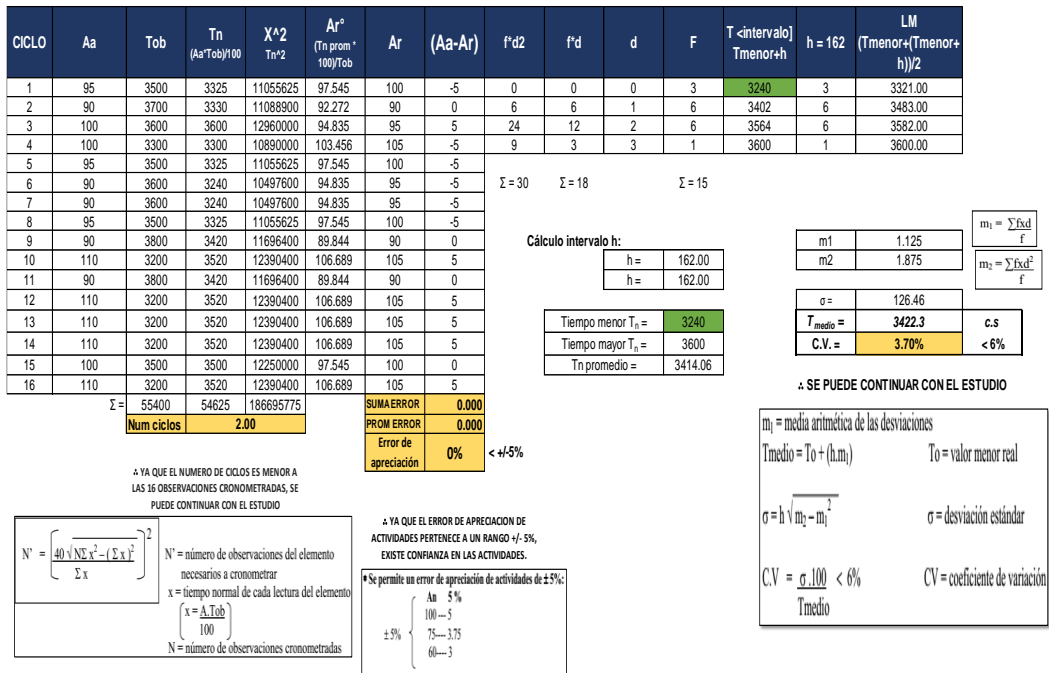 CICLO Aa Tob Tn (Aa*Tob)/100 X^2 Tn^2 Ar° (Tn prom * 100)/Tob Ar (Aa-Ar) f*d2 f*d d F T <intervalo] Tmenor+h h = 162 LM (Tmenor+(Tmenor+h))/2
1 95 3500 3325 11055625 97.545 100 -5 0 0 0 3 3240 3 3321.00
2 90 3700 3330 11088900 92.272 90 0 6 6 1 6 3402 6 3483.00
3 100 3600 3600 12960000 94.835 95 5 24 12 2 6 3564 6 3582.00
4 100 3300 3300 10890000 103.456 105 -5 9 3 3 1 3600 1 3600.00
5 95 3500 3325 11055625 97.545 100 -5
6 90 3600 3240 10497600 94.835 95 -5 Σ = 30 Σ = 18 Σ = 15
7 90 3600 3240 10497600 94.835 95 -5
8 95 3500 3325 11055625 97.545 100 -5
9 90 3800 3420 11696400 89.844 90 0
10 110 3200 3520 12390400 106.689 105 5
11 90 3800 3420 11696400 89.844 90 0
12 110 3200 3520 12390400 106.689 105 5
13 110 3200 3520 12390400 106.689 105 5
14 110 3200 3520 12390400 106.689 105 5
15 100 3500 3500 12250000 97.545 100 0
16 110 3200 3520 12390400 106.689 105 5
Σ = 55400 54625 186695775 SUMA ERROR 0.000
Num ciclos 2.00 PROM ERROR 0.000
Error de apreciación 0% < +/-5%
Cálculo intervalo h:
h = 162.00
h = 162.00
Tiempo menor Tn = 3240
Tiempo mayor Tn = 3600
Tn promedio = 3414.06
m1 1.125
m2 1.875
m₁ = ∑fxd
f
m₂ = ∑fxd²
f
σ = 126.46
Tmedio = 3422.3 c.s
C.V. = 3.70% < 6%
∴ SE PUEDE CONTINUAR CON EL ESTUDIO
m₁ = media aritmética de las desviaciones
Tmedio = To + (h.m₁) To = valor menor real
σ = h √ m₂ – m₁² σ = desviación estándar
C.V = σ .100 < 6% CV = coeficiente de variación
Tmedio
∴ YA QUE EL NUMERO DE CICLOS ES MENOR A
LAS 16 OBSERVACIONES CRONOMETRADAS, SE
PUEDE CONTINUAR CON EL ESTUDIO
N' = [40 √ NΣ x² – ( Σ x )²]²
Σ x
N' = número de observaciones del elemento
necesarios a cronometrar
x = tiempo normal de cada lectura del elemento
x = A.Tob
100
N = número de observaciones cronometradas
∴ YA QUE EL ERROR DE APRECIACION DE
ACTIVIDADES PERTENECE A UN RANGO +/- 5%,
EXISTE CONFIANZA EN LAS ACTIVIDADES.
* Se permite un error de apreciación de actividades de ± 5%:
An 5 %
100 --- 5
± 5% { 75---- 3.75
60---- 3